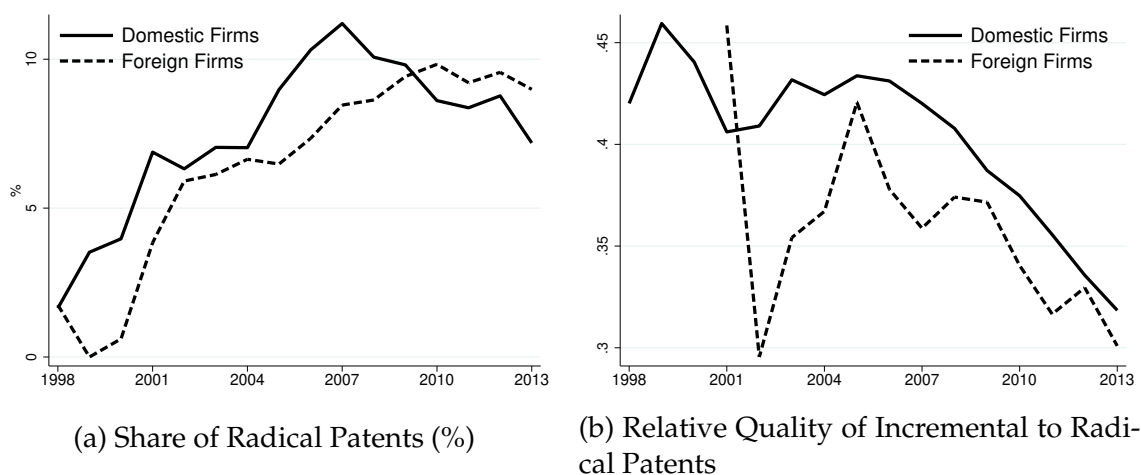 Domestic Firms
Foreign Firms
10
5
0
%
1998 2001 2004 2007 2010 2013
(a) Share of Radical Patents (%)
Domestic Firms
Foreign Firms
.45
.4
.35
.3
1998 2001 2004 2007 2010 2013
(b) Relative Quality of Incremental to Radi-
cal Patents